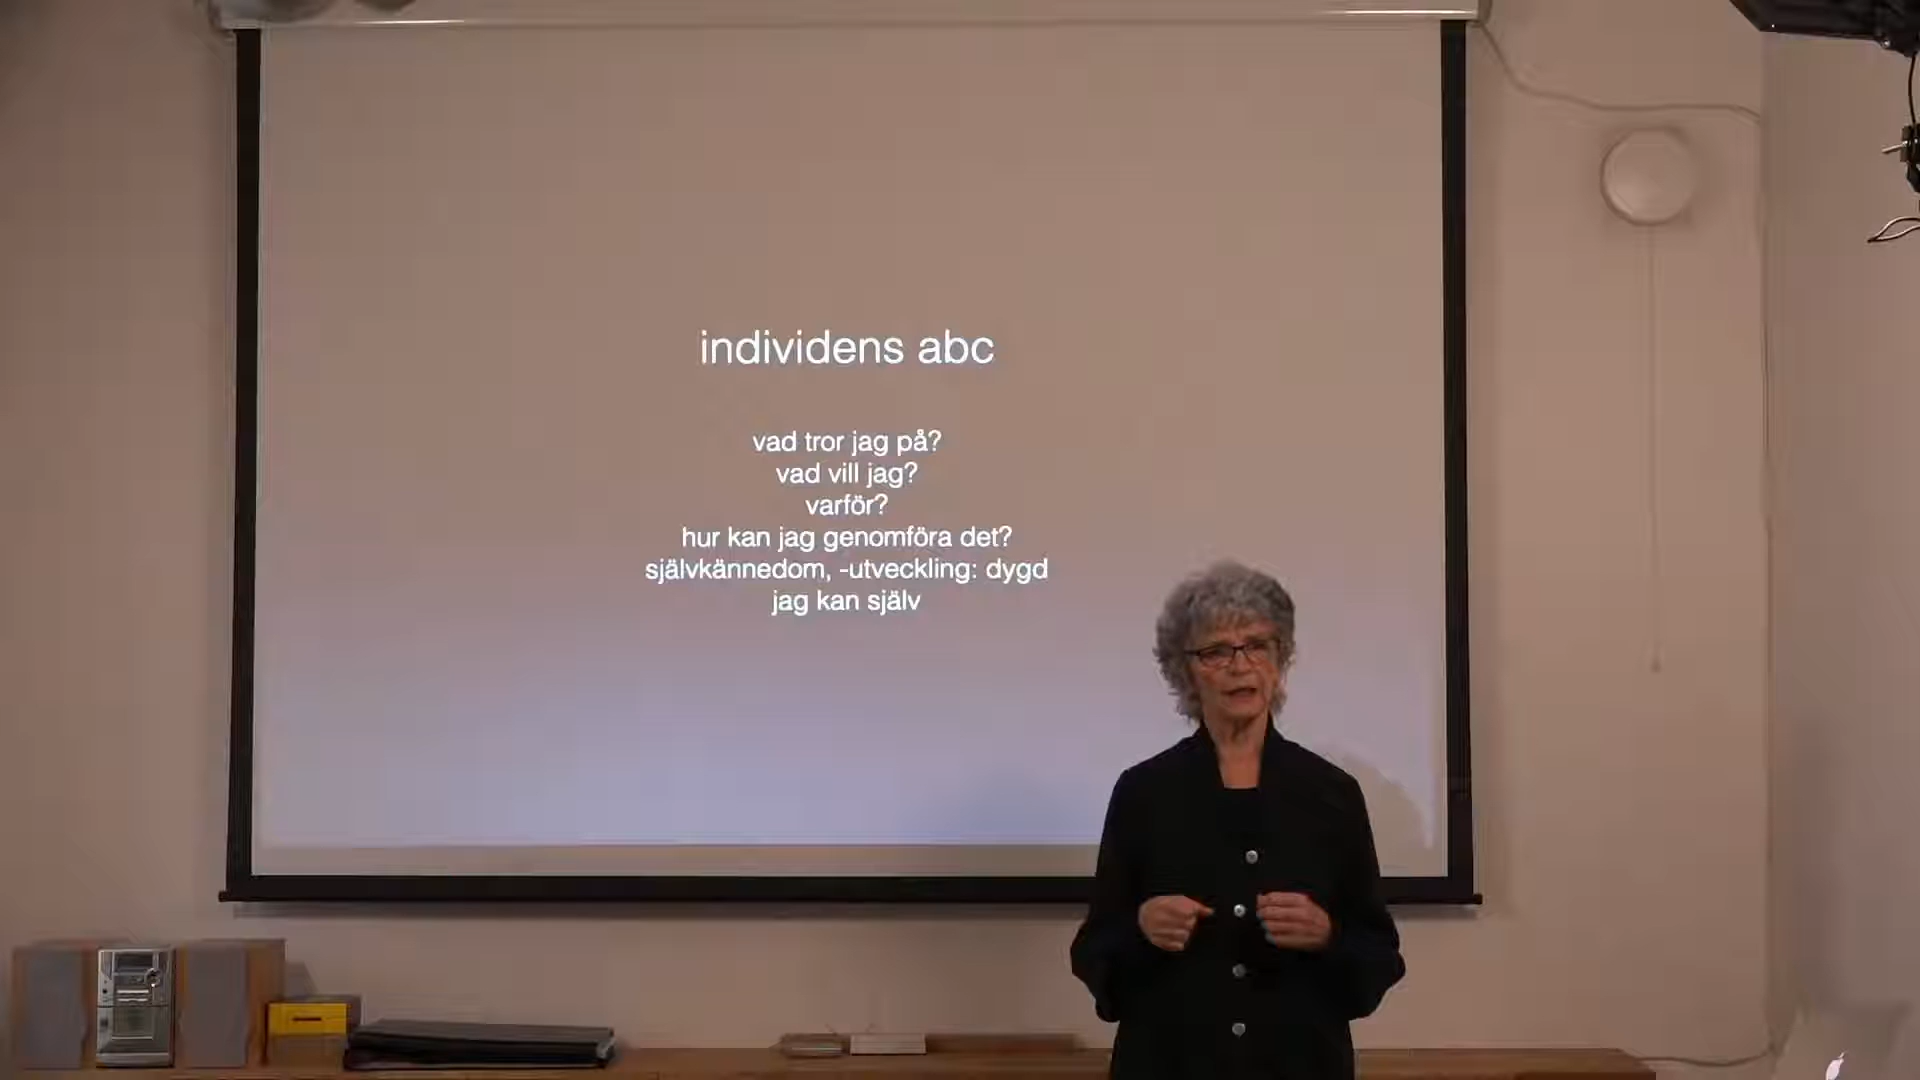 individens abc
vad tror jag på?
vad vill jag?
varför?
hur kan jag genomföra det?
självkännedom, -utveckling: dygd
jag kan själv